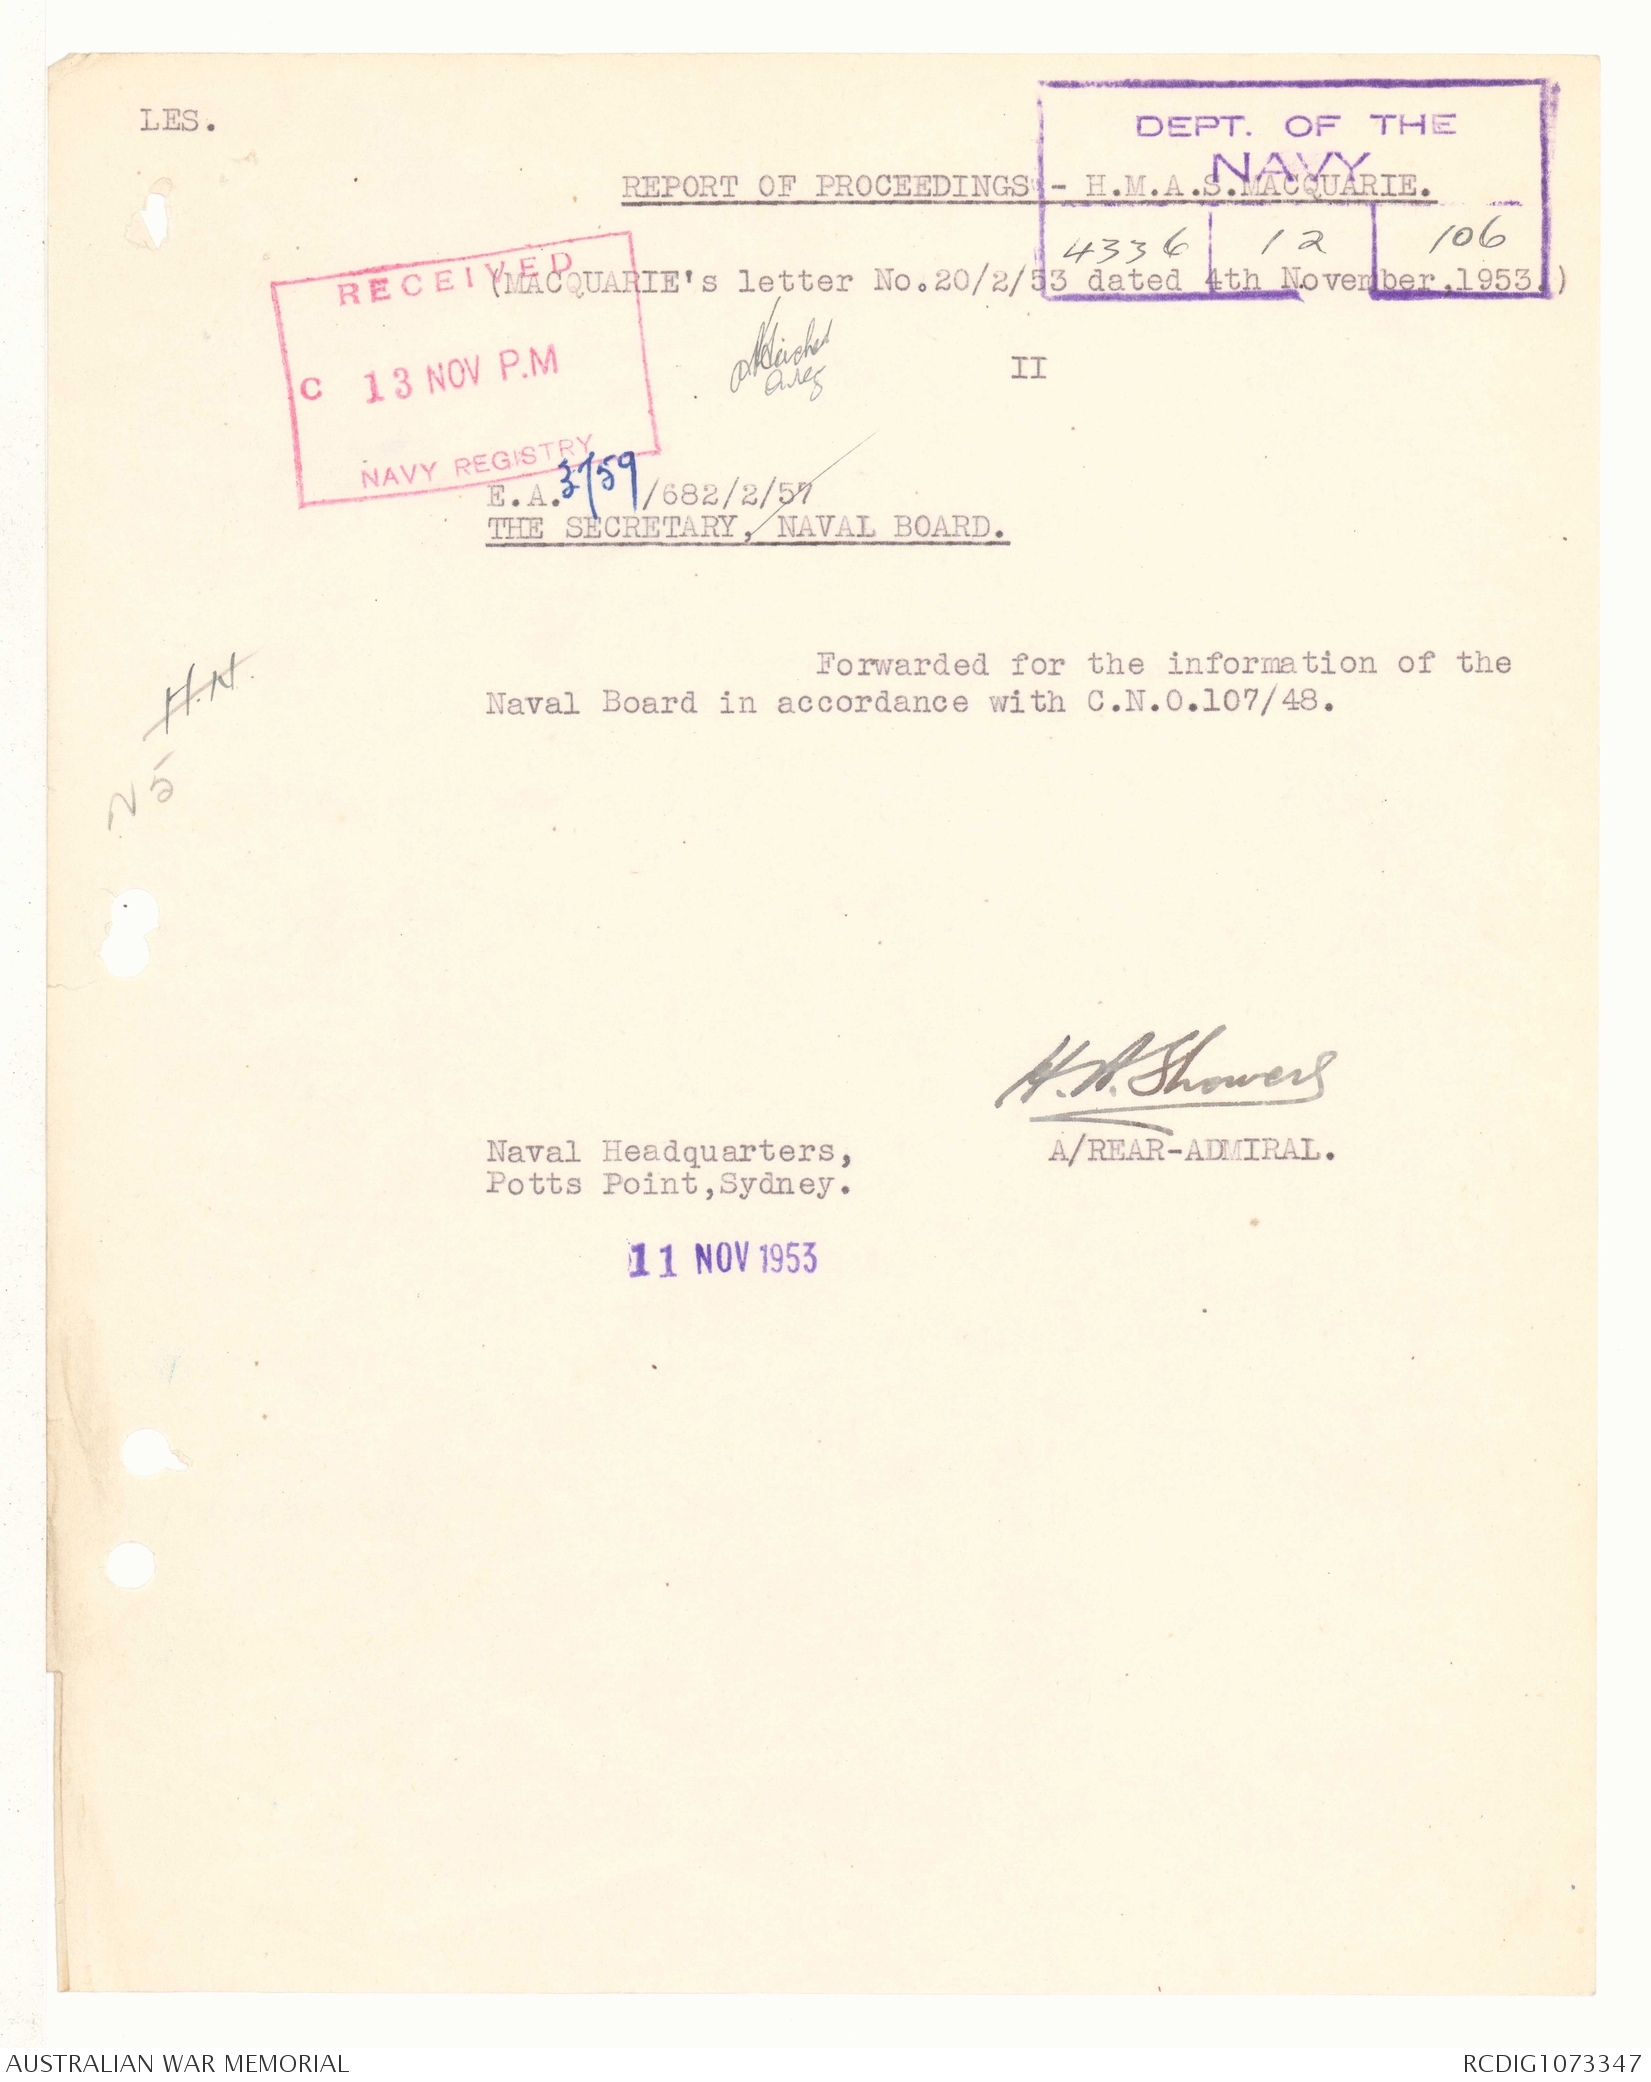 LES.
DEPT. OF THE
NAVY
REPORT OF PROCEEDINGS - H.M.A.S.MACQUARIE.
4336 12 106
(MACQUARIE's letter No.20/2/53 dated 4th November,1953.)
RECEIVED
C 13 NOV P.M
NAVY REGISTRY
II
E.A.3759/682/2/57
THE SECRETARY, NAVAL BOARD.
Forwarded for the information of the
Naval Board in accordance with C.N.O.107/48.
H.N.
N5
H.A. Showers
A/REAR-ADMIRAL.
Naval Headquarters,
Potts Point,Sydney.
11 NOV 1953
AUSTRALIAN WAR MEMORIAL
RCDIG1073347